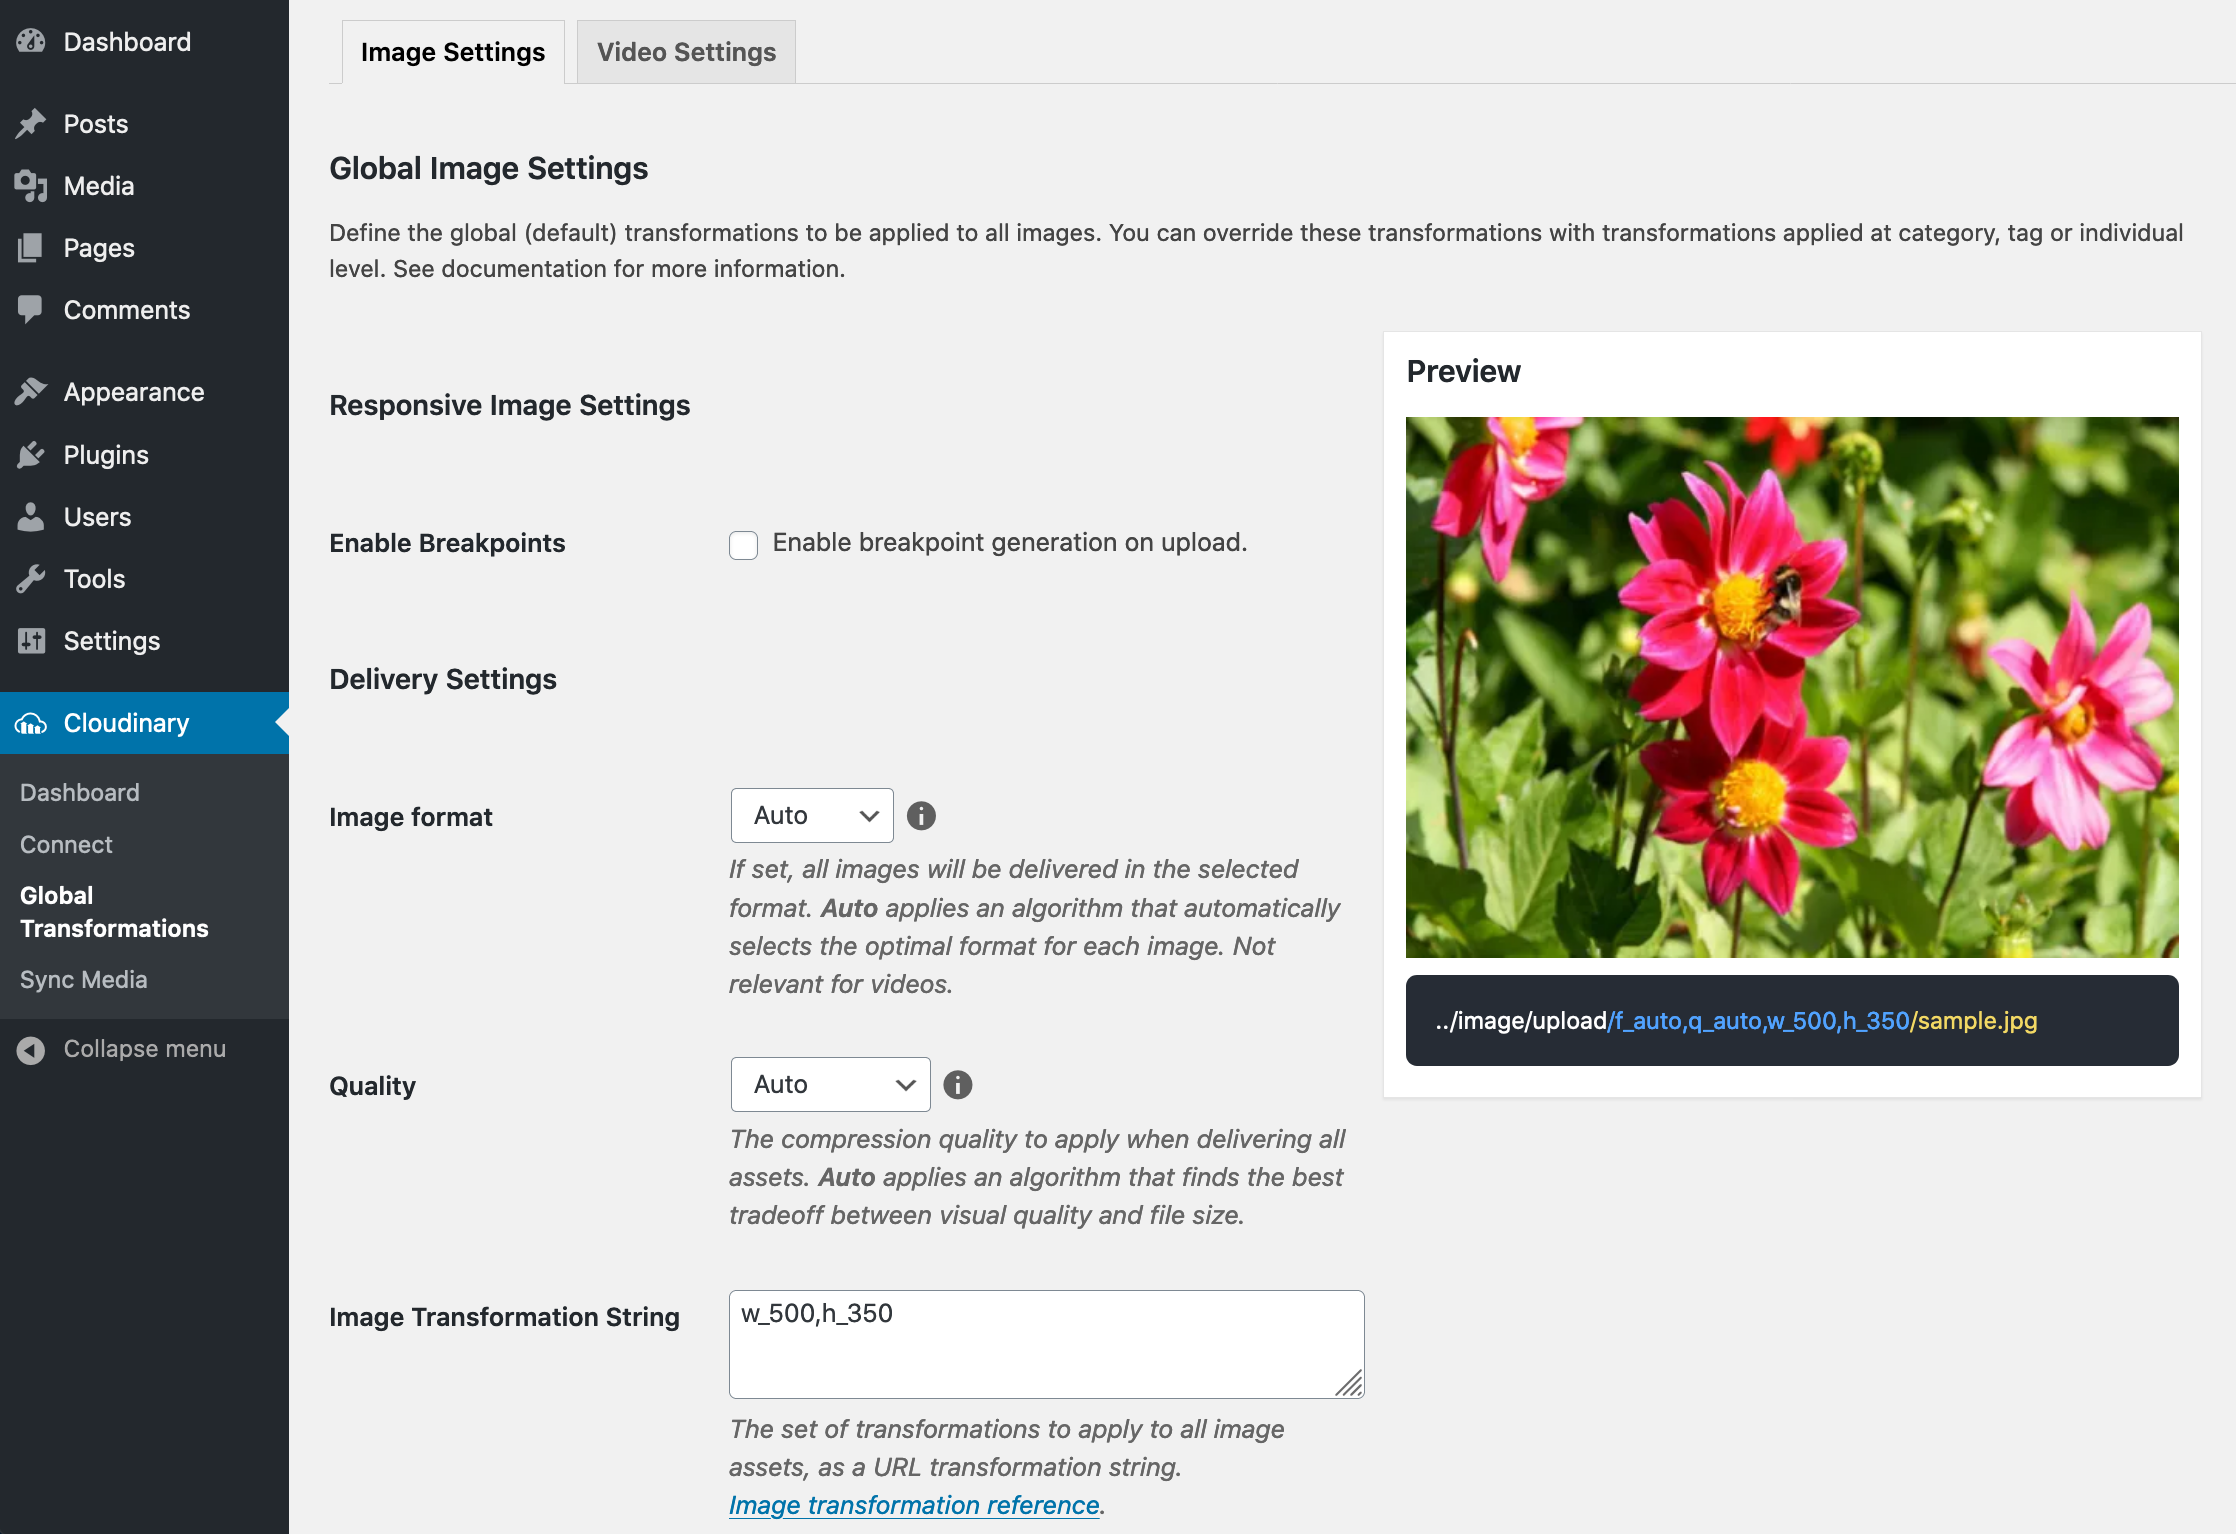 Dashboard
Posts
Media
Pages
Comments
Appearance
Plugins
Users
Tools
Settings
Cloudinary
Dashboard
Connect
Global
Transformations
Sync Media
Collapse menu
Image Settings
Video Settings
Global Image Settings
Define the global (default) transformations to be applied to all images. You can override these transformations with transformations applied at category, tag or individual
level. See documentation for more information.
Responsive Image Settings
Enable Breakpoints
Enable breakpoint generation on upload.
Delivery Settings
Image format
Auto
If set, all images will be delivered in the selected
format. Auto applies an algorithm that automatically
selects the optimal format for each image. Not
relevant for videos.
Quality
Auto
The compression quality to apply when delivering all
assets. Auto applies an algorithm that finds the best
tradeoff between visual quality and file size.
Image Transformation String
w_500,h_350
The set of transformations to apply to all image
assets, as a URL transformation string.
Image transformation reference.
Preview
../image/upload/f_auto,q_auto,w_500,h_350/sample.jpg